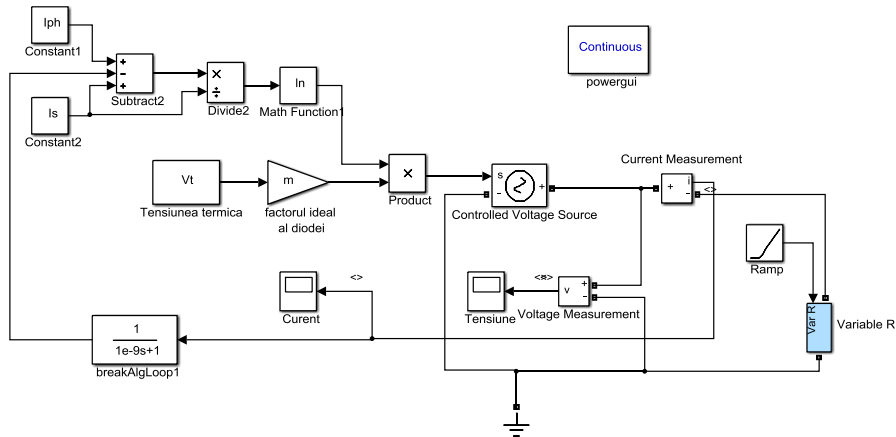 Iph
Constant1
+
−
+
Subtract2
Is
Constant2
×
÷
Divide2
ln
Math Function1
Continuous
powergui
Vt
Tensiunea termica
m
factorul ideal
al diodei
×
Product
s
-
+
Controlled Voltage Source
Current Measurement
+
i
-
<>
Ramp
Var R
Variable R
<>
Curent
Tensiune
v
+
-
Voltage Measurement
1
1e-9s+1
breakAlgLoop1